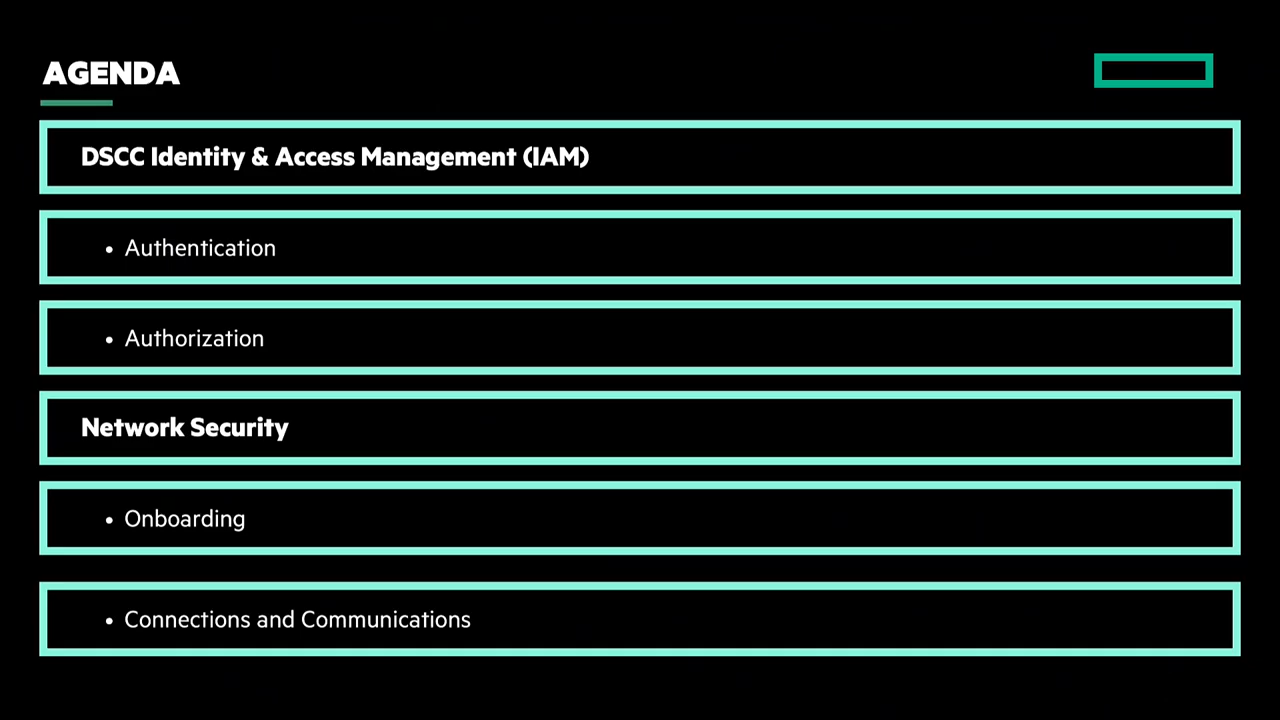 AGENDA
DSCC Identity & Access Management (IAM)
• Authentication
• Authorization
Network Security
• Onboarding
• Connections and Communications